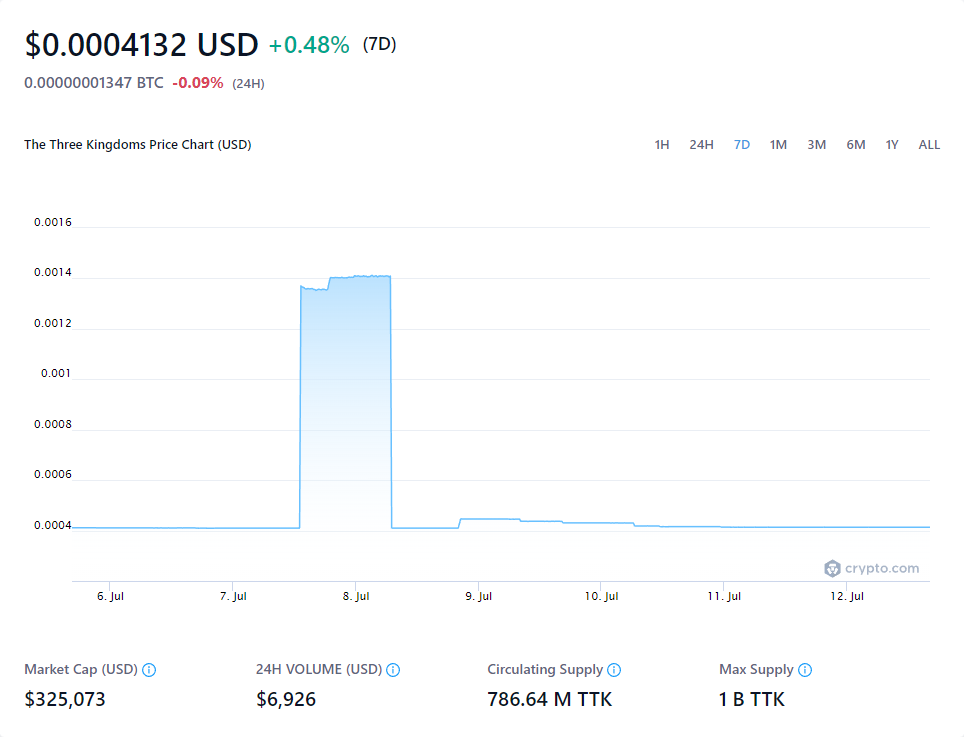 $0.0004132 USD +0.48% (7D)
0.00000001347 BTC -0.09% (24H)
The Three Kingdoms Price Chart (USD) 1H 24H 7D 1M 3M 6M 1Y ALL
0.0016
0.0014
0.0012
0.001
0.0008
0.0006
0.0004
crypto.com
6. Jul 7. Jul 8. Jul 9. Jul 10. Jul 11. Jul 12. Jul
Market Cap (USD) 24H VOLUME (USD) Circulating Supply Max Supply
$325,073 $6,926 786.64 M TTK 1 B TTK